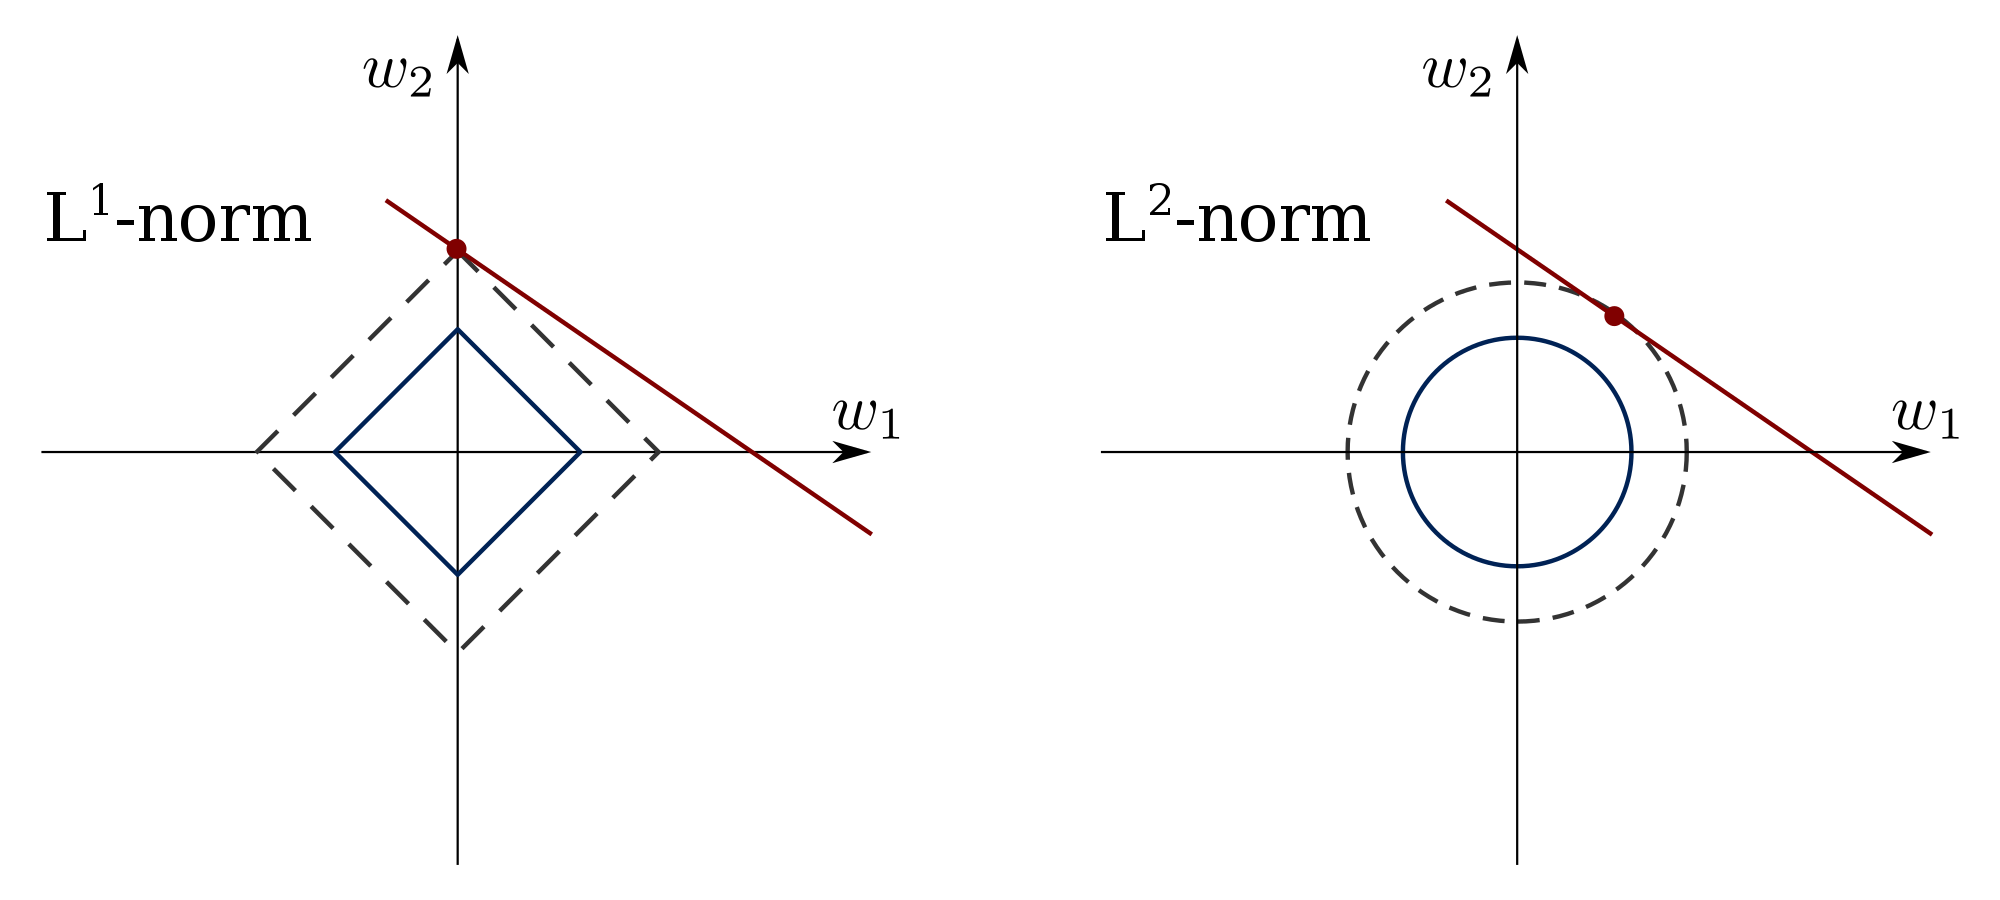 w₂
L¹-norm
w₁
w₂
L²-norm
w₁